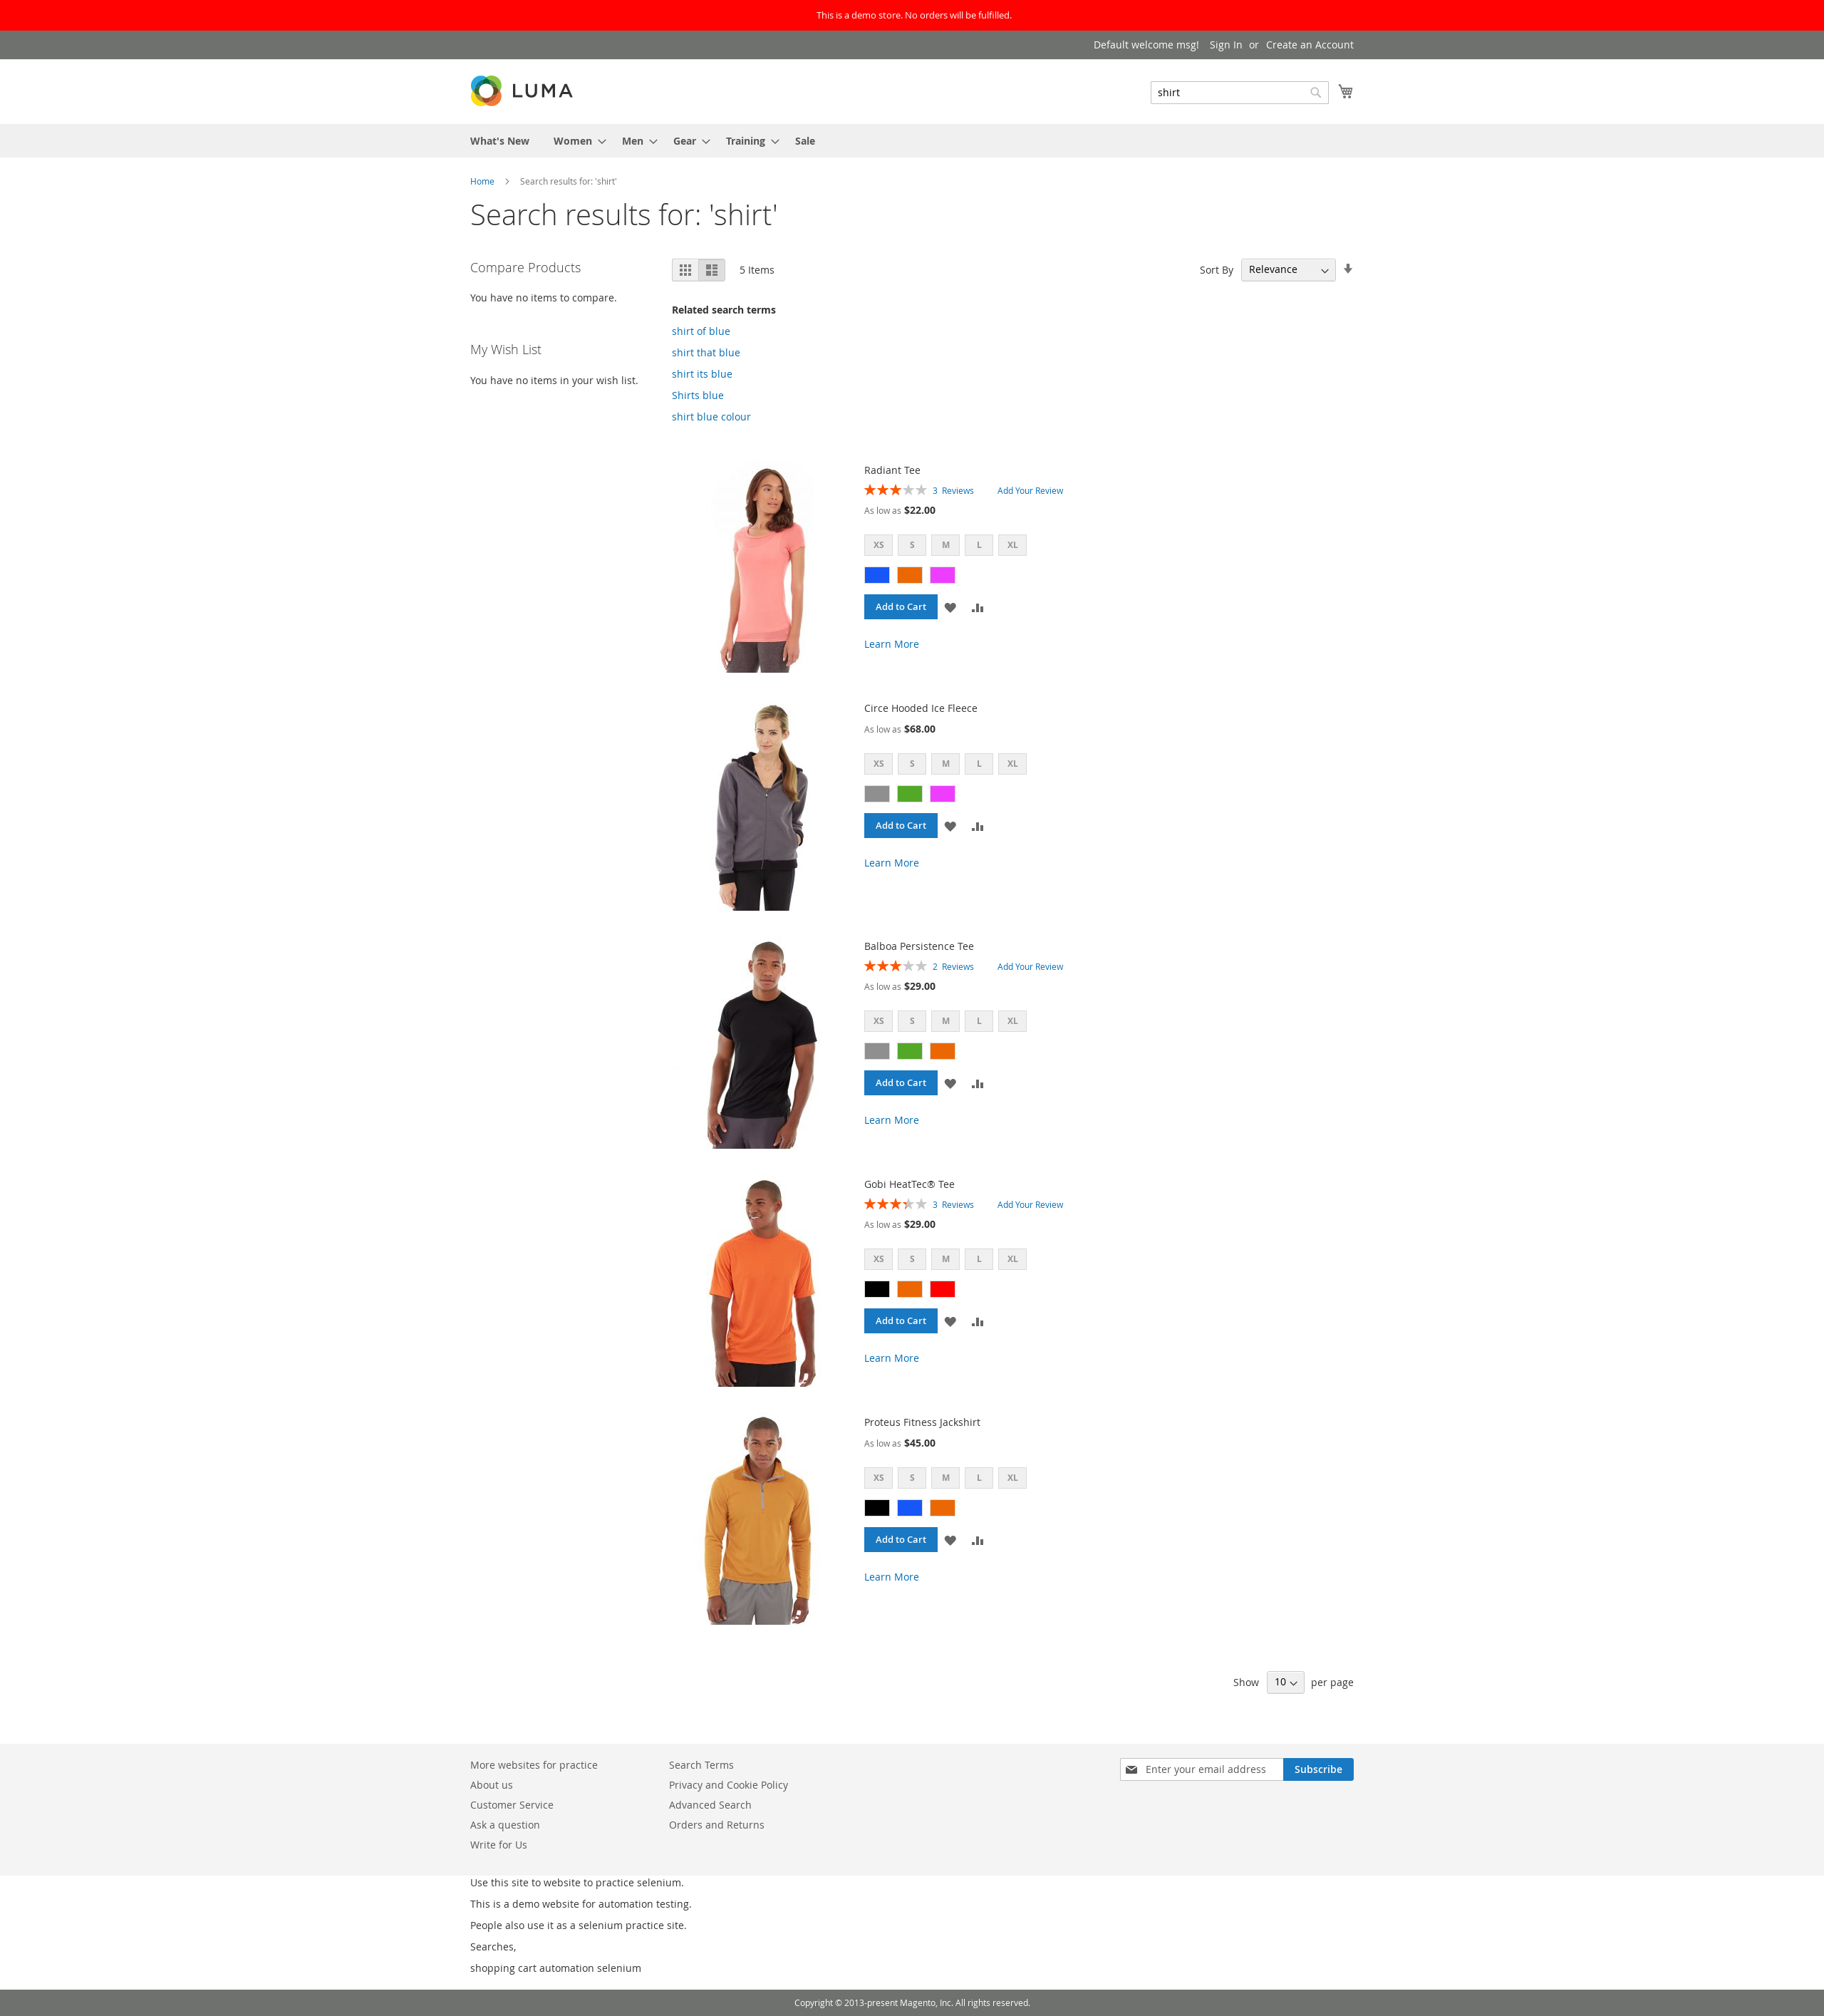 This is a demo store. No orders will be fulfilled.
Default welcome msg! Sign In or Create an Account
LUMA
shirt
What's New Women Men Gear Training Sale
Home Search results for: 'shirt'
Search results for: 'shirt'
Compare Products
You have no items to compare.
My Wish List
You have no items in your wish list.
5 Items
Sort By Relevance
Related search terms
shirt of blue
shirt that blue
shirt its blue
Shirts blue
shirt blue colour
Radiant Tee
3 Reviews Add Your Review
As low as $22.00
XS S M L XL
Add to Cart
Learn More
Circe Hooded Ice Fleece
As low as $68.00
XS S M L XL
Add to Cart
Learn More
Balboa Persistence Tee
2 Reviews Add Your Review
As low as $29.00
XS S M L XL
Add to Cart
Learn More
Gobi HeatTec® Tee
3 Reviews Add Your Review
As low as $29.00
XS S M L XL
Add to Cart
Learn More
Proteus Fitness Jackshirt
As low as $45.00
XS S M L XL
Add to Cart
Learn More
Show 10 per page
More websites for practice
About us
Customer Service
Ask a question
Write for Us
Search Terms
Privacy and Cookie Policy
Advanced Search
Orders and Returns
Enter your email address Subscribe
Use this site to website to practice selenium.
This is a demo website for automation testing.
People also use it as a selenium practice site.
Searches,
shopping cart automation selenium
Copyright © 2013-present Magento, Inc. All rights reserved.